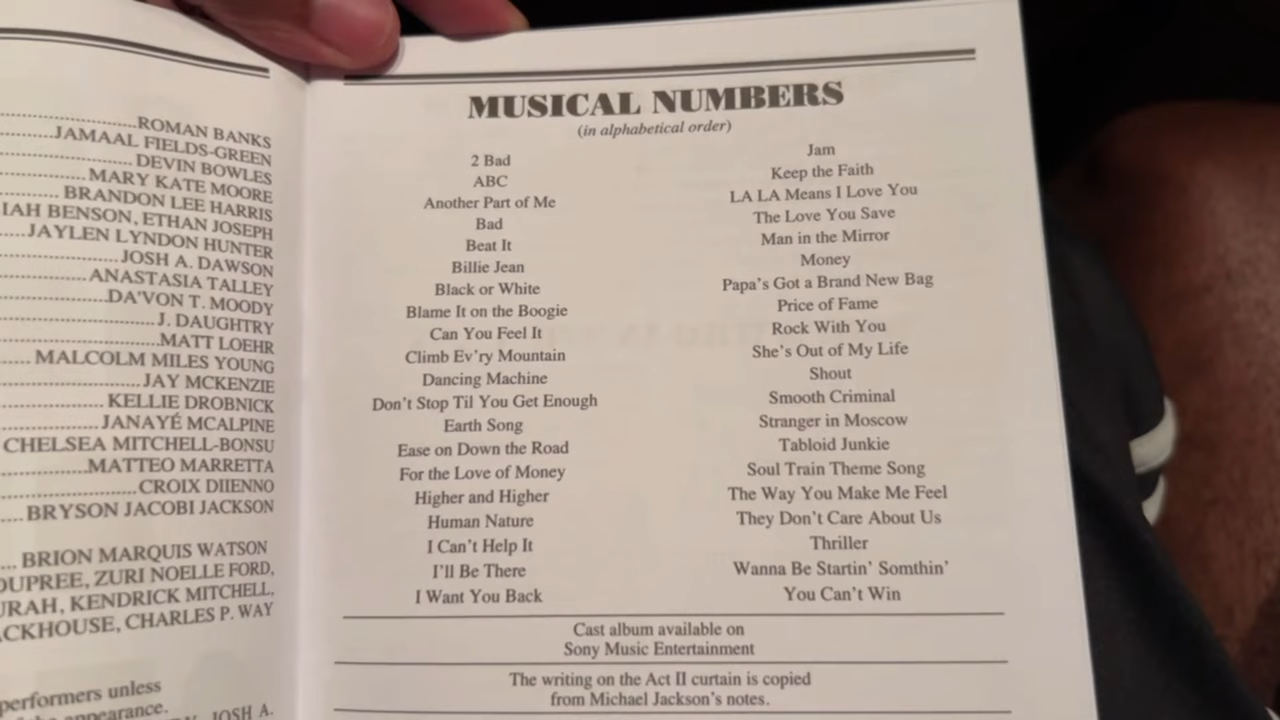 ROMAN BANKS
JAMAAL FIELDS-GREEN
DEVIN BOWLES
MARY KATE MOORE
BRANDON LEE HARRIS
IAH BENSON, ETHAN JOSEPH
JAYLEN LYNDON HUNTER
JOSH A. DAWSON
ANASTASIA TALLEY
DA'VON T. MOODY
J. DAUGHTRY
MATT LOEHR
MALCOLM MILES YOUNG
JAY MCKENZIE
KELLIE DROBNICK
JANAYÉ MCALPINE
CHELSEA MITCHELL-BONSU
MATTEO MARRETTA
CROIX DIIENNO
BRYSON JACOBI JACKSON
BRION MARQUIS WATSON
OUPREE, ZURI NOELLE FORD,
URAH, KENDRICK MITCHELL,
ACKHOUSE, CHARLES P. WAY
performers unless
appearance.
JOSH A.
MUSICAL NUMBERS
(in alphabetical order)
2 Bad
ABC
Another Part of Me
Bad
Beat It
Billie Jean
Black or White
Blame It on the Boogie
Can You Feel It
Climb Ev'ry Mountain
Dancing Machine
Don't Stop Til You Get Enough
Earth Song
Ease on Down the Road
For the Love of Money
Higher and Higher
Human Nature
I Can't Help It
I'll Be There
I Want You Back
Jam
Keep the Faith
LA LA Means I Love You
The Love You Save
Man in the Mirror
Money
Papa's Got a Brand New Bag
Price of Fame
Rock With You
She's Out of My Life
Shout
Smooth Criminal
Stranger in Moscow
Tabloid Junkie
Soul Train Theme Song
The Way You Make Me Feel
They Don't Care About Us
Thriller
Wanna Be Startin' Somthin'
You Can't Win
Cast album available on
Sony Music Entertainment
The writing on the Act II curtain is copied
from Michael Jackson's notes.